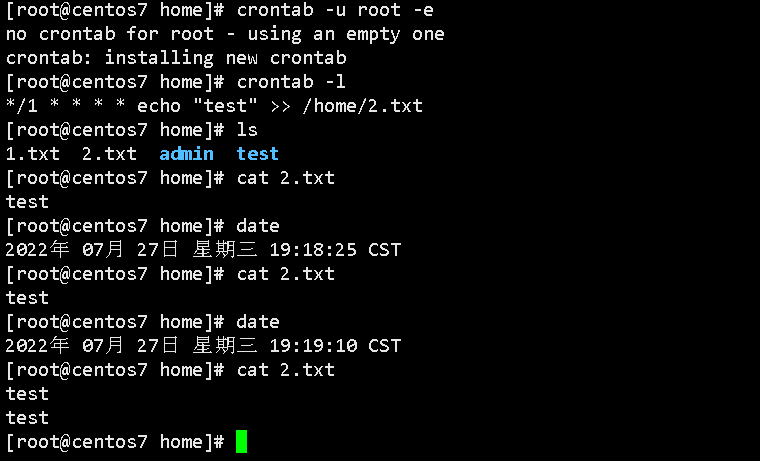 [root@centos7 home]# crontab -u root -e
no crontab for root - using an empty one
crontab: installing new crontab
[root@centos7 home]# crontab -l
*/1 * * * * echo "test" >> /home/2.txt
[root@centos7 home]# ls
1.txt  2.txt  admin  test
[root@centos7 home]# cat 2.txt
test
[root@centos7 home]# date
2022年 07月 27日 星期三 19:18:25 CST
[root@centos7 home]# cat 2.txt
test
[root@centos7 home]# date
2022年 07月 27日 星期三 19:19:10 CST
[root@centos7 home]# cat 2.txt
test
test
[root@centos7 home]#